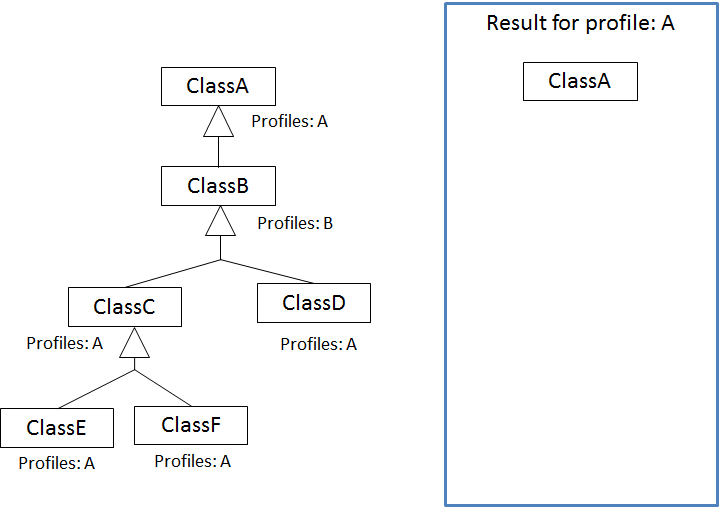 ClassA
Profiles: A
ClassB
Profiles: B
ClassC
ClassD
Profiles: A
Profiles: A
ClassE
ClassF
Profiles: A
Profiles: A
Result for profile: A
ClassA